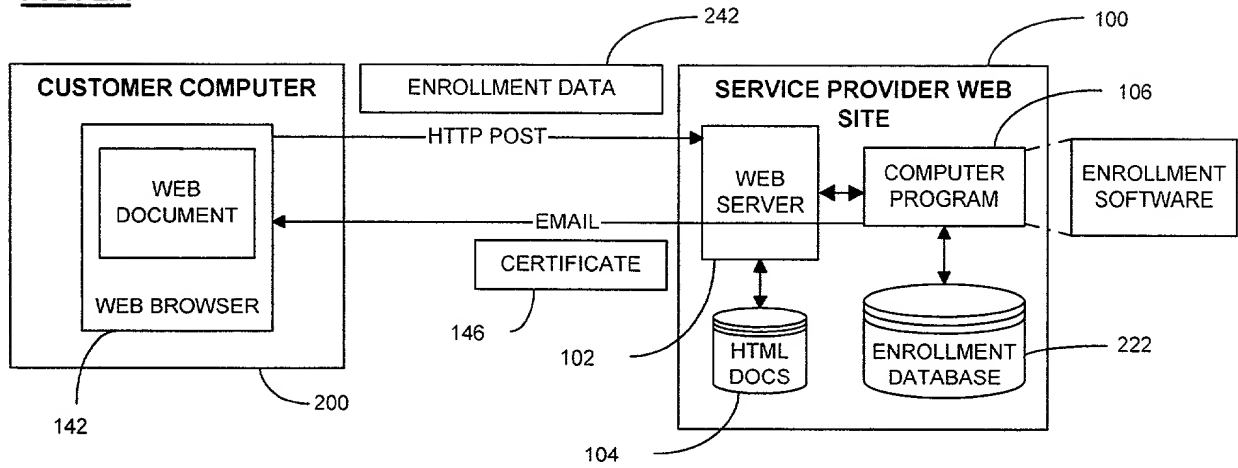 242
100
CUSTOMER COMPUTER
ENROLLMENT DATA
SERVICE PROVIDER WEB
SITE
106
HTTP POST
WEB
DOCUMENT
WEB
SERVER
COMPUTER
PROGRAM
ENROLLMENT
SOFTWARE
EMAIL
CERTIFICATE
WEB BROWSER
146
102
HTML
DOCS
ENROLLMENT
DATABASE
222
200
142
104